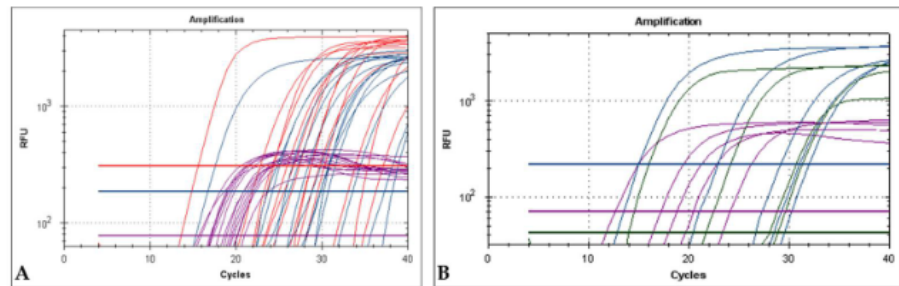 Amplification
RFU
10³
10²
0 10 20 30 40
Cycles
A
Amplification
RFU
10³
10²
0 10 20 30 40
Cycles
B